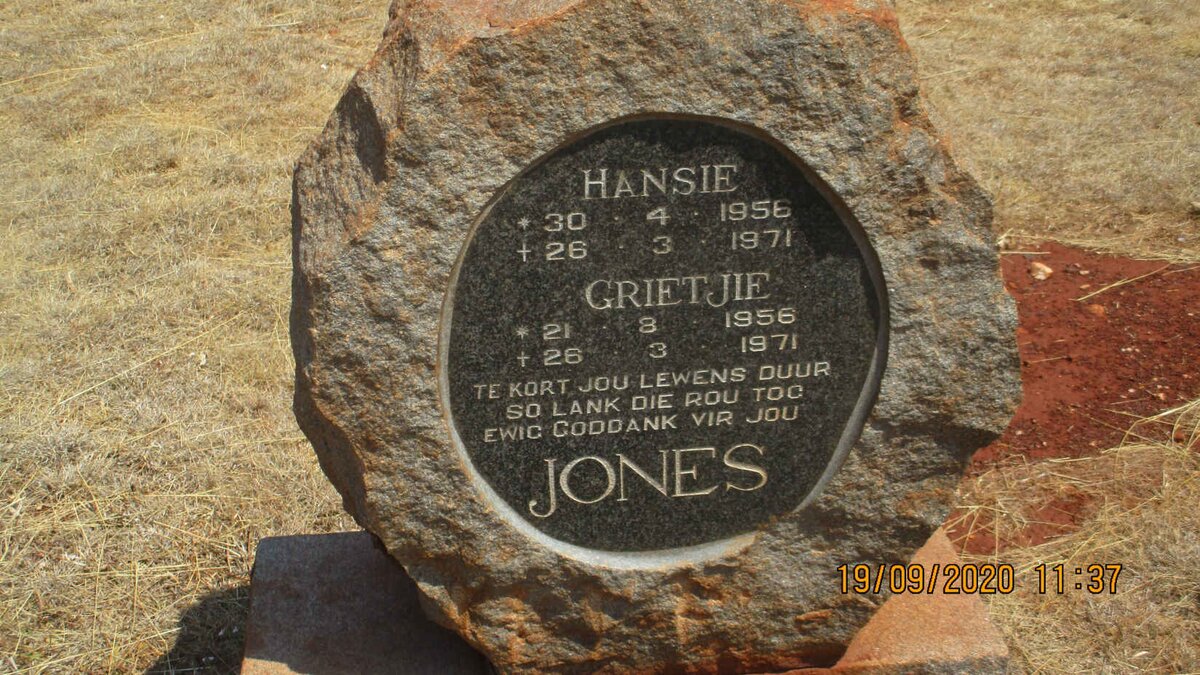 HANSIE
* 30 · 4 · 1956
† 26 · 3 · 1971
GRIETJIE
* 21 · 8 · 1956
† 26 · 3 · 1971
TE KORT JOU LEWENS DUUR
SO LANK DIE ROU TOG
EWIG GODDANK VIR JOU
JONES
19/09/2020 11:37